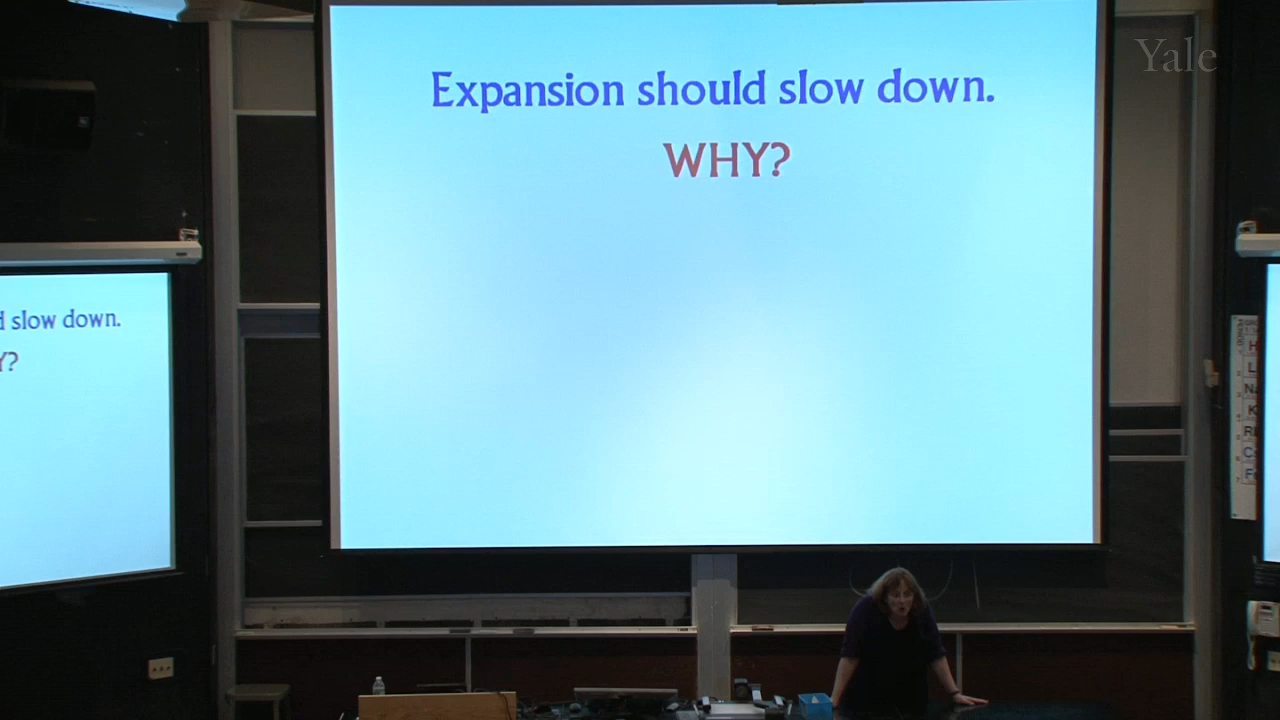 Yale
Expansion should slow down.
WHY?
slow down.
Y?
H
K